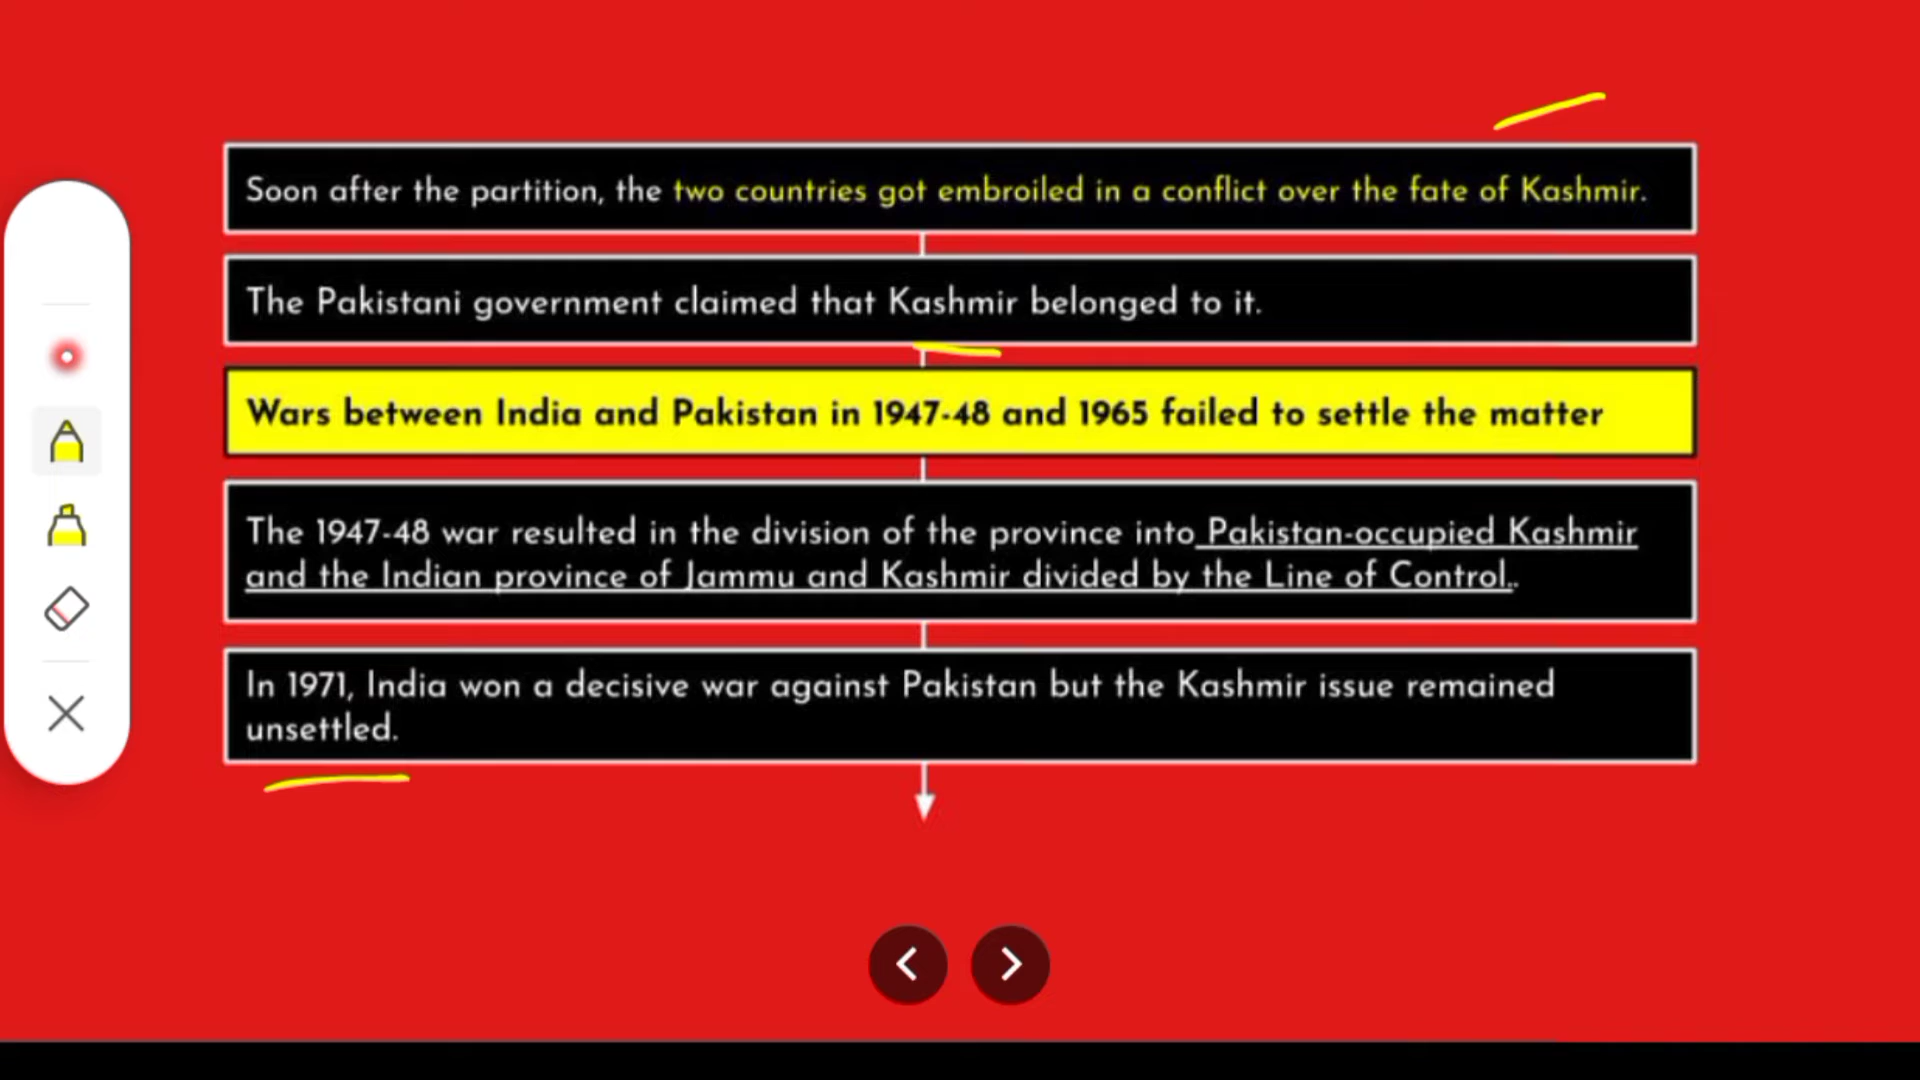 Soon after the partition, the two countries got embroiled in a conflict over the fate of Kashmir.
The Pakistani government claimed that Kashmir belonged to it.
Wars between India and Pakistan in 1947-48 and 1965 failed to settle the matter
The 1947-48 war resulted in the division of the province into Pakistan-occupied Kashmir
and the Indian province of Jammu and Kashmir divided by the Line of Control..
In 1971, India won a decisive war against Pakistan but the Kashmir issue remained
unsettled.